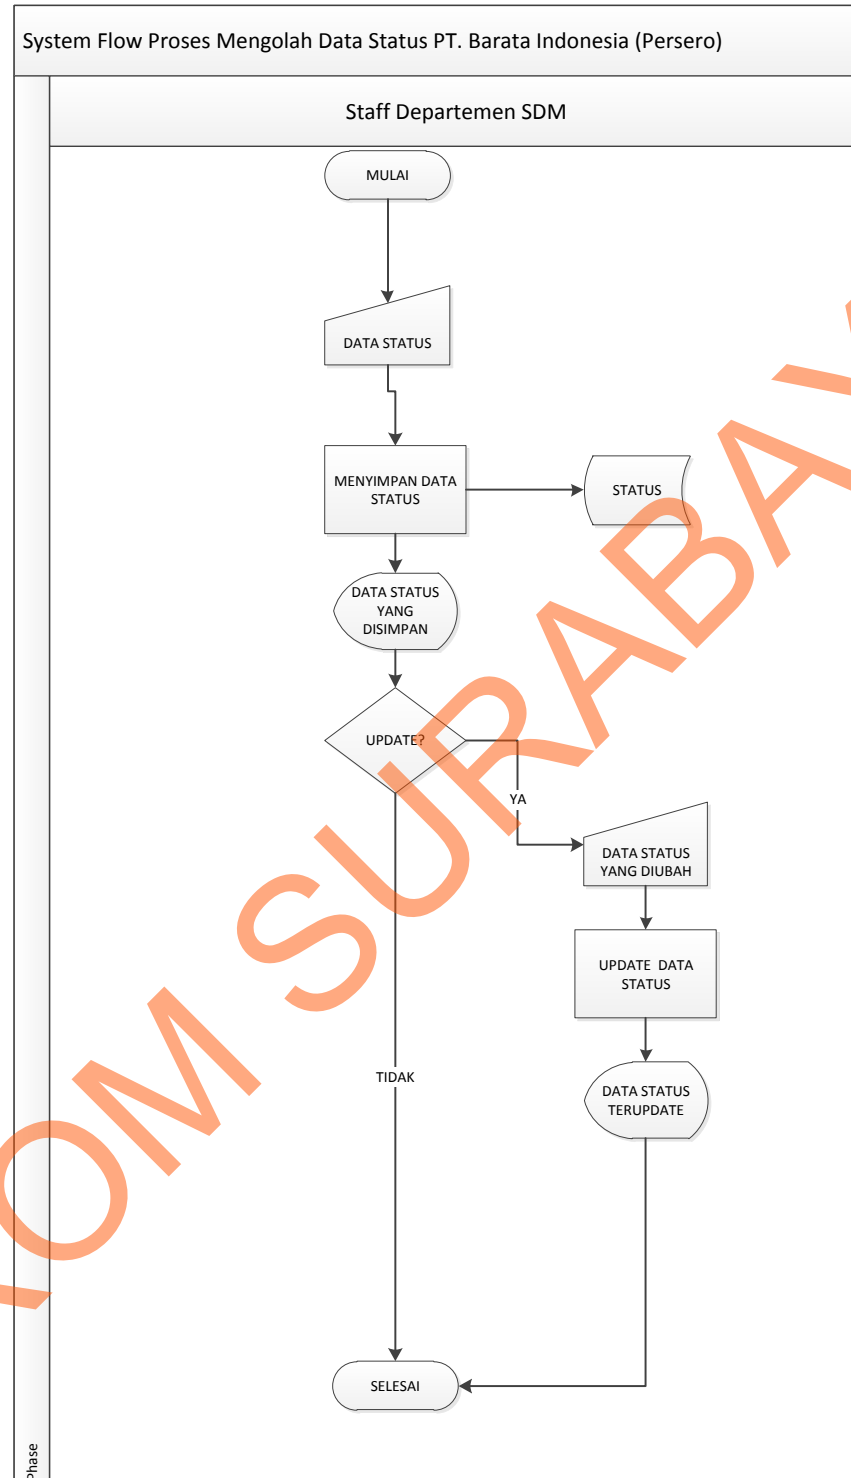 System Flow Proses Mengolah Data Status PT. Barata Indonesia (Persero)
Staff Departemen SDM
MULAI
DATA STATUS
MENYIMPAN DATA
STATUS
STATUS
DATA STATUS
YANG
DISIMPAN
UPDATE?
YA
DATA STATUS
YANG DIUBAH
UPDATE DATA
STATUS
TIDAK
DATA STATUS
TERUPDATE
SELESAI
Phase
OM SURABAY